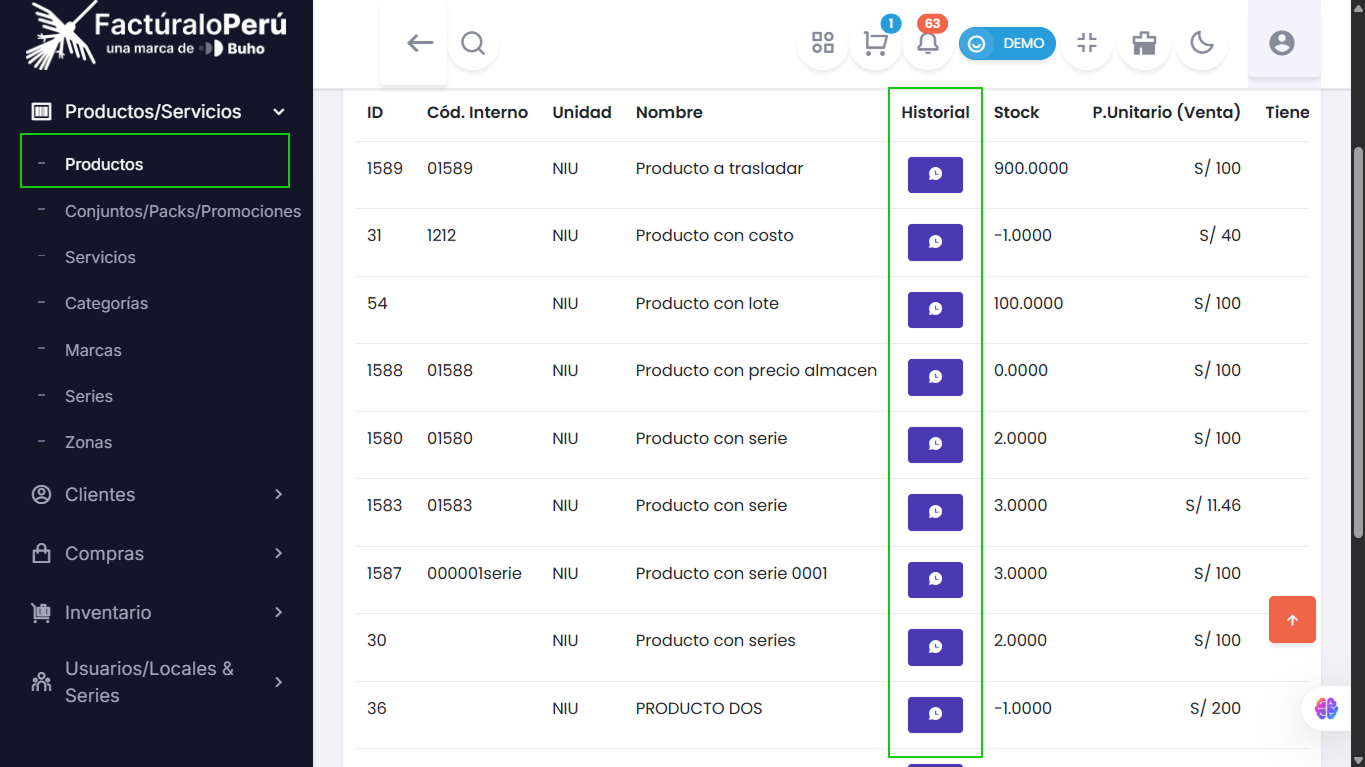 FactúraloPerú
una marca de Buho
1
63
DEMO
Productos/Servicios
Productos
Conjuntos/Packs/Promociones
Servicios
Categorías
Marcas
Series
Zonas
Clientes
Compras
Inventario
Usuarios/Locales &
Series
ID Cód. Interno Unidad Nombre Historial Stock P.Unitario (Venta) Tiene
1589 01589 NIU Producto a trasladar 900.0000 S/ 100
31 1212 NIU Producto con costo -1.0000 S/ 40
54 NIU Producto con lote 100.0000 S/ 100
1588 01588 NIU Producto con precio almacen 0.0000 S/ 100
1580 01580 NIU Producto con serie 2.0000 S/ 100
1583 01583 NIU Producto con serie 3.0000 S/ 11.46
1587 000001serie NIU Producto con serie 0001 3.0000 S/ 100
30 NIU Producto con series 2.0000 S/ 100
36 NIU PRODUCTO DOS -1.0000 S/ 200